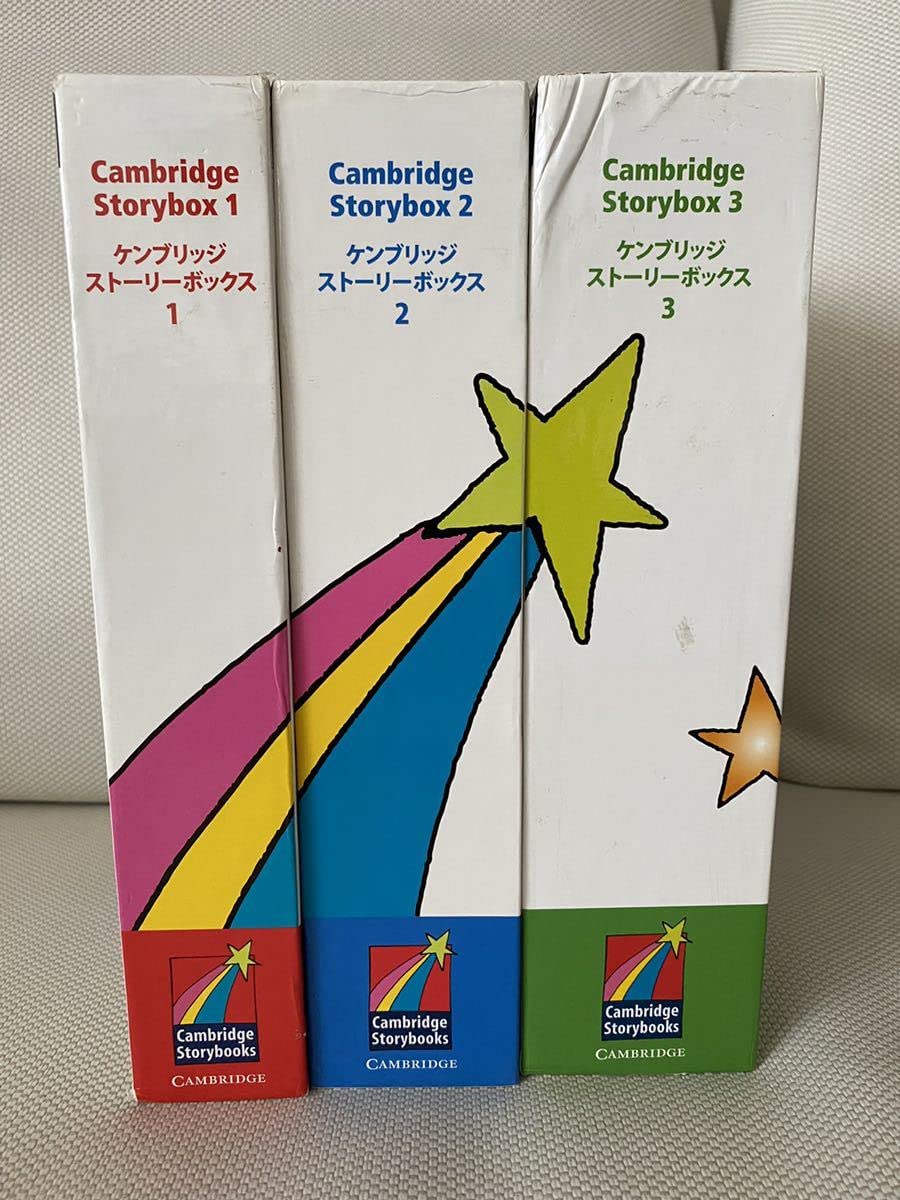 Cambridge
Storybox 1
ケンブリッジ
ストーリーボックス
1
Cambridge
Storybooks
CAMBRIDGE
Cambridge
Storybox 2
ケンブリッジ
ストーリーボックス
2
Cambridge
Storybooks
CAMBRIDGE
Cambridge
Storybox 3
ケンブリッジ
ストーリーボックス
3
Cambridge
Storybooks
CAMBRIDGE